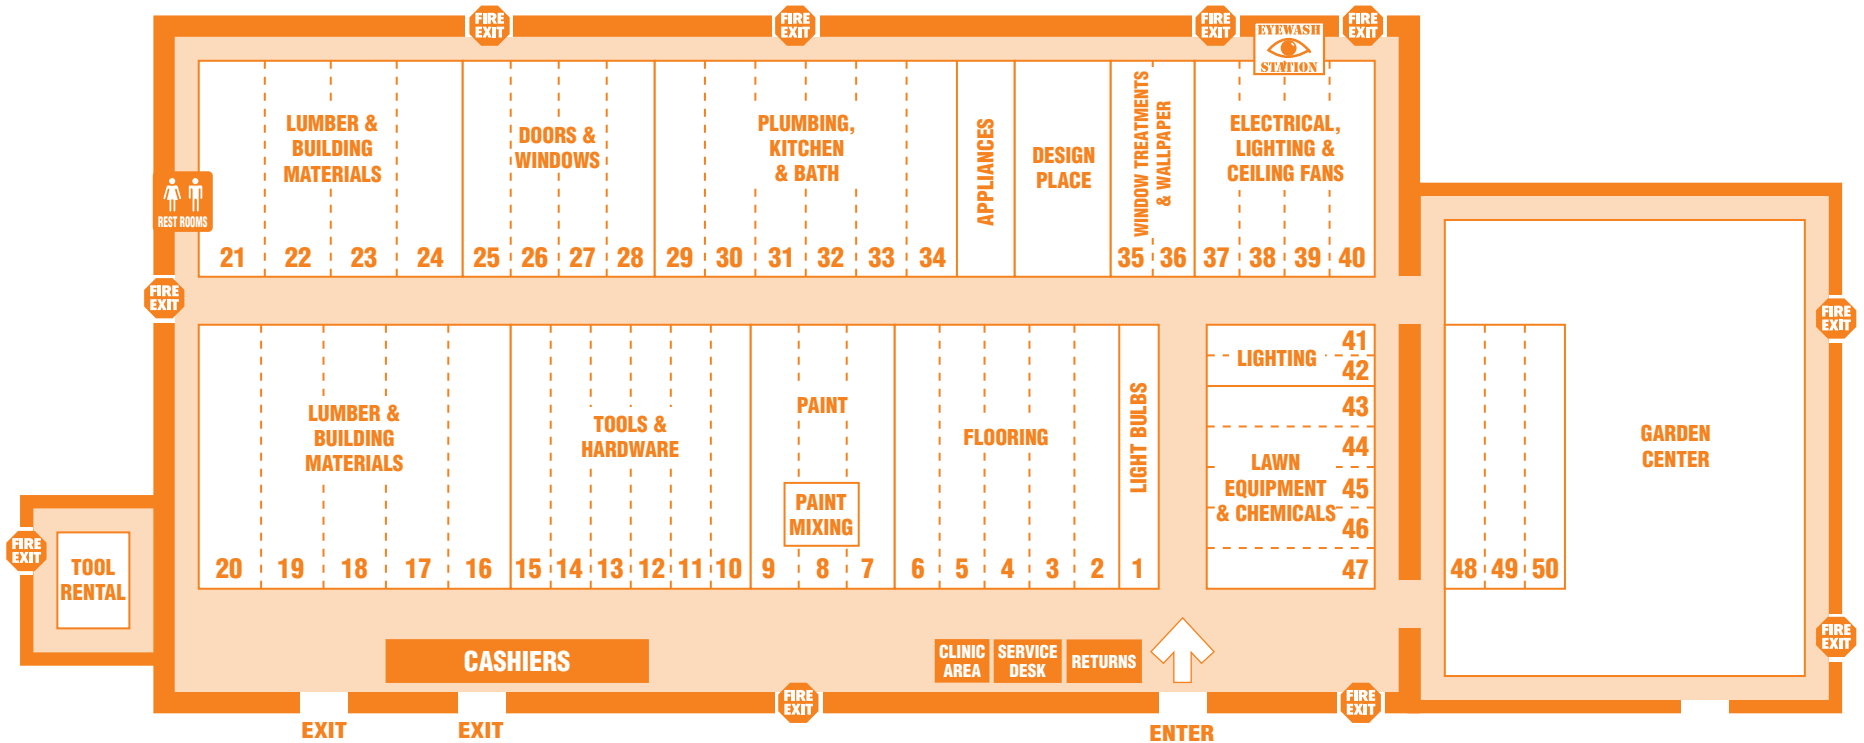 FIRE
EXIT
FIRE
EXIT
FIRE
EXIT
EYEWASH
STATION
FIRE
EXIT
LUMBER &
BUILDING
MATERIALS
DOORS &
WINDOWS
PLUMBING,
KITCHEN
& BATH
APPLIANCES
DESIGN
PLACE
WINDOW TREATMENTS
& WALLPAPER
ELECTRICAL,
LIGHTING &
CEILING FANS
REST ROOMS
21 22 23 24 25 26 27 28 29 30 31 32 33 34 35 36 37 38 39 40
FIRE
EXIT
FIRE
EXIT
LUMBER &
BUILDING
MATERIALS
TOOLS &
HARDWARE
PAINT
PAINT
MIXING
FLOORING
LIGHT BULBS
LIGHTING
41
42
43
44
LAWN
EQUIPMENT
& CHEMICALS
45
46
47
GARDEN
CENTER
20 19 18 17 16 15 14 13 12 11 10 9 8 7 6 5 4 3 2 1
48 49 50
FIRE
EXIT
TOOL
RENTAL
CASHIERS
CLINIC
AREA
SERVICE
DESK
RETURNS
FIRE
EXIT
FIRE
EXIT
FIRE
EXIT
EXIT
EXIT
ENTER